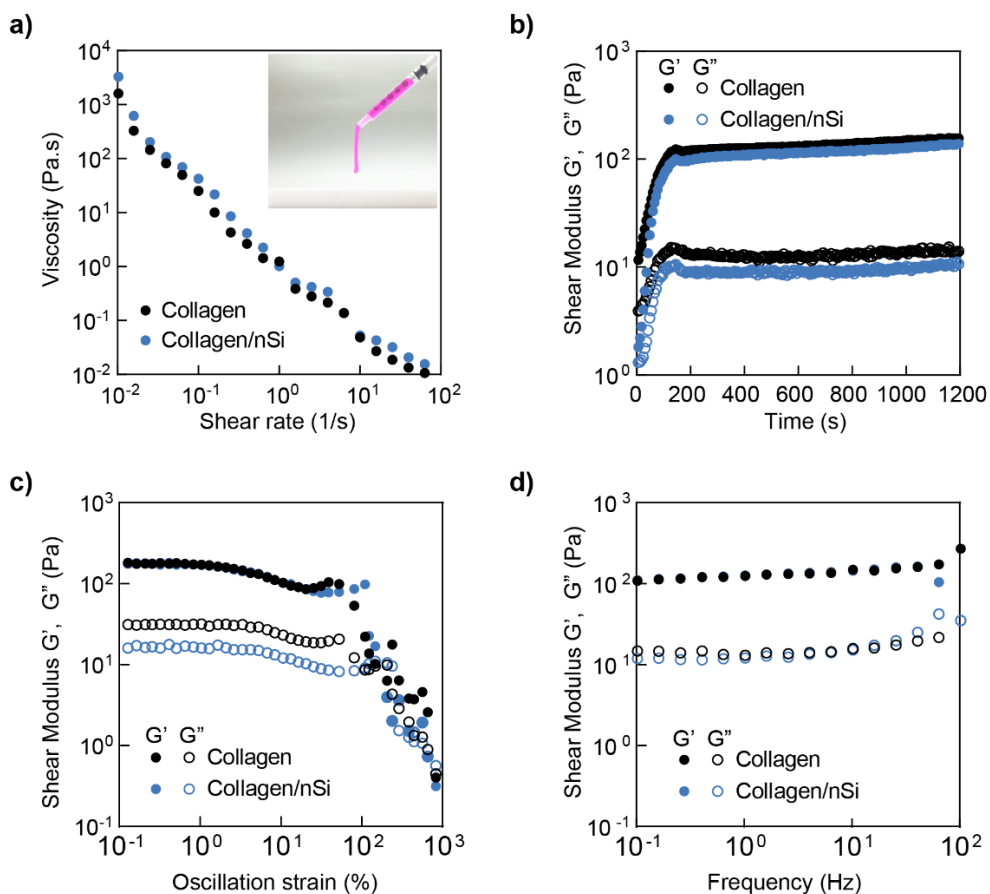 a)
Viscosity (Pa.s)
10^4
10^3
10^2
10^1
10^0
10^-1
10^-2
Collagen
Collagen/nSi
10^-2 10^-1 10^0 10^1 10^2
Shear rate (1/s)
b)
Shear Modulus G’, G” (Pa)
10^3
10^2
10^1
10^0
G’ G”
Collagen
Collagen/nSi
0 200 400 600 800 1000 1200
Time (s)
c)
Shear Modulus G’, G” (Pa)
10^3
10^2
10^1
10^0
10^-1
G’ G”
Collagen
Collagen/nSi
10^-1 10^0 10^1 10^2 10^3
Oscillation strain (%)
d)
Shear Modulus G’, G” (Pa)
10^3
10^2
10^1
10^0
10^-1
G’ G”
Collagen
Collagen/nSi
10^-1 10^0 10^1 10^2
Frequency (Hz)